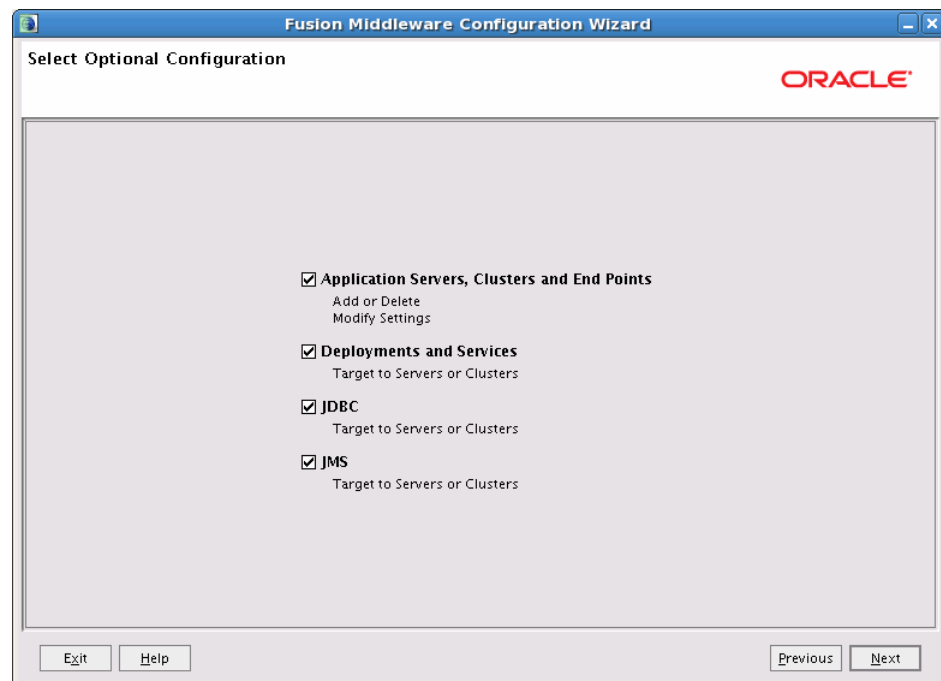 Fusion Middleware Configuration Wizard
Select Optional Configuration
ORACLE
Application Servers, Clusters and End Points
Add or Delete
Modify Settings
Deployments and Services
Target to Servers or Clusters
JDBC
Target to Servers or Clusters
JMS
Target to Servers or Clusters
Exit Help Previous Next